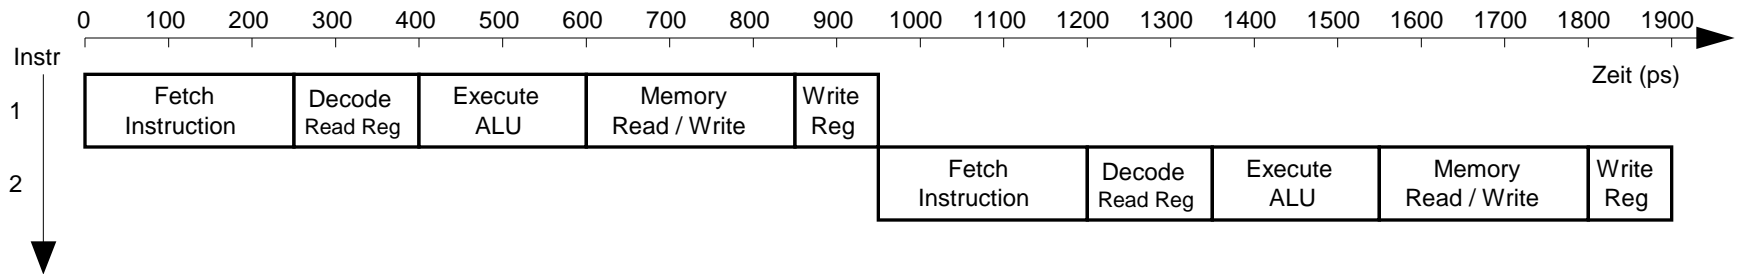 0 100 200 300 400 500 600 700 800 900 1000 1100 1200 1300 1400 1500 1600 1700 1800 1900
Instr
Zeit (ps)
1
Fetch
Instruction
Decode
Read Reg
Execute
ALU
Memory
Read / Write
Write
Reg
2
Fetch
Instruction
Decode
Read Reg
Execute
ALU
Memory
Read / Write
Write
Reg